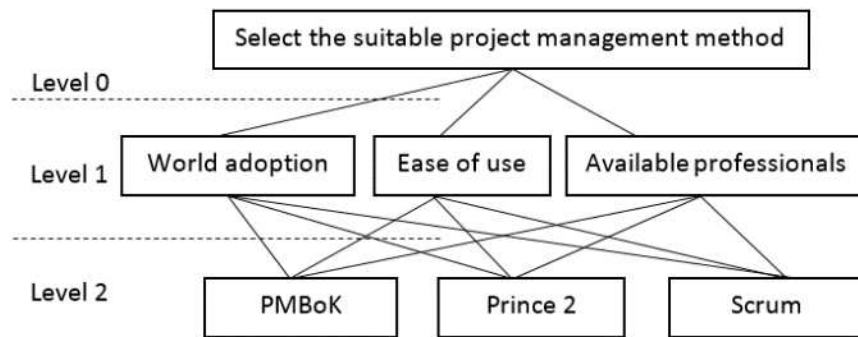 Select the suitable project management method
Level 0
World adoption
Ease of use
Available professionals
Level 1
Level 2
PMBoK
Prince 2
Scrum